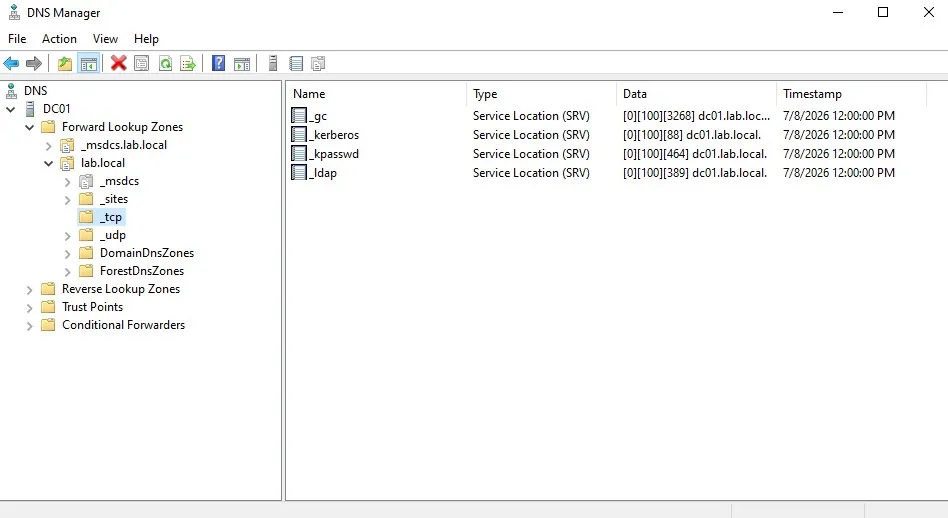 DNS Manager
File Action View Help
DNS
DC01
Forward Lookup Zones
_msdcs.lab.local
lab.local
_msdcs
_sites
_tcp
_udp
DomainDnsZones
ForestDnsZones
Reverse Lookup Zones
Trust Points
Conditional Forwarders
Name Type Data Timestamp
_gc Service Location (SRV) [0][100][3268] dc01.lab.loc... 7/8/2026 12:00:00 PM
_kerberos Service Location (SRV) [0][100][88] dc01.lab.local. 7/8/2026 12:00:00 PM
_kpasswd Service Location (SRV) [0][100][464] dc01.lab.local. 7/8/2026 12:00:00 PM
_ldap Service Location (SRV) [0][100][389] dc01.lab.local. 7/8/2026 12:00:00 PM